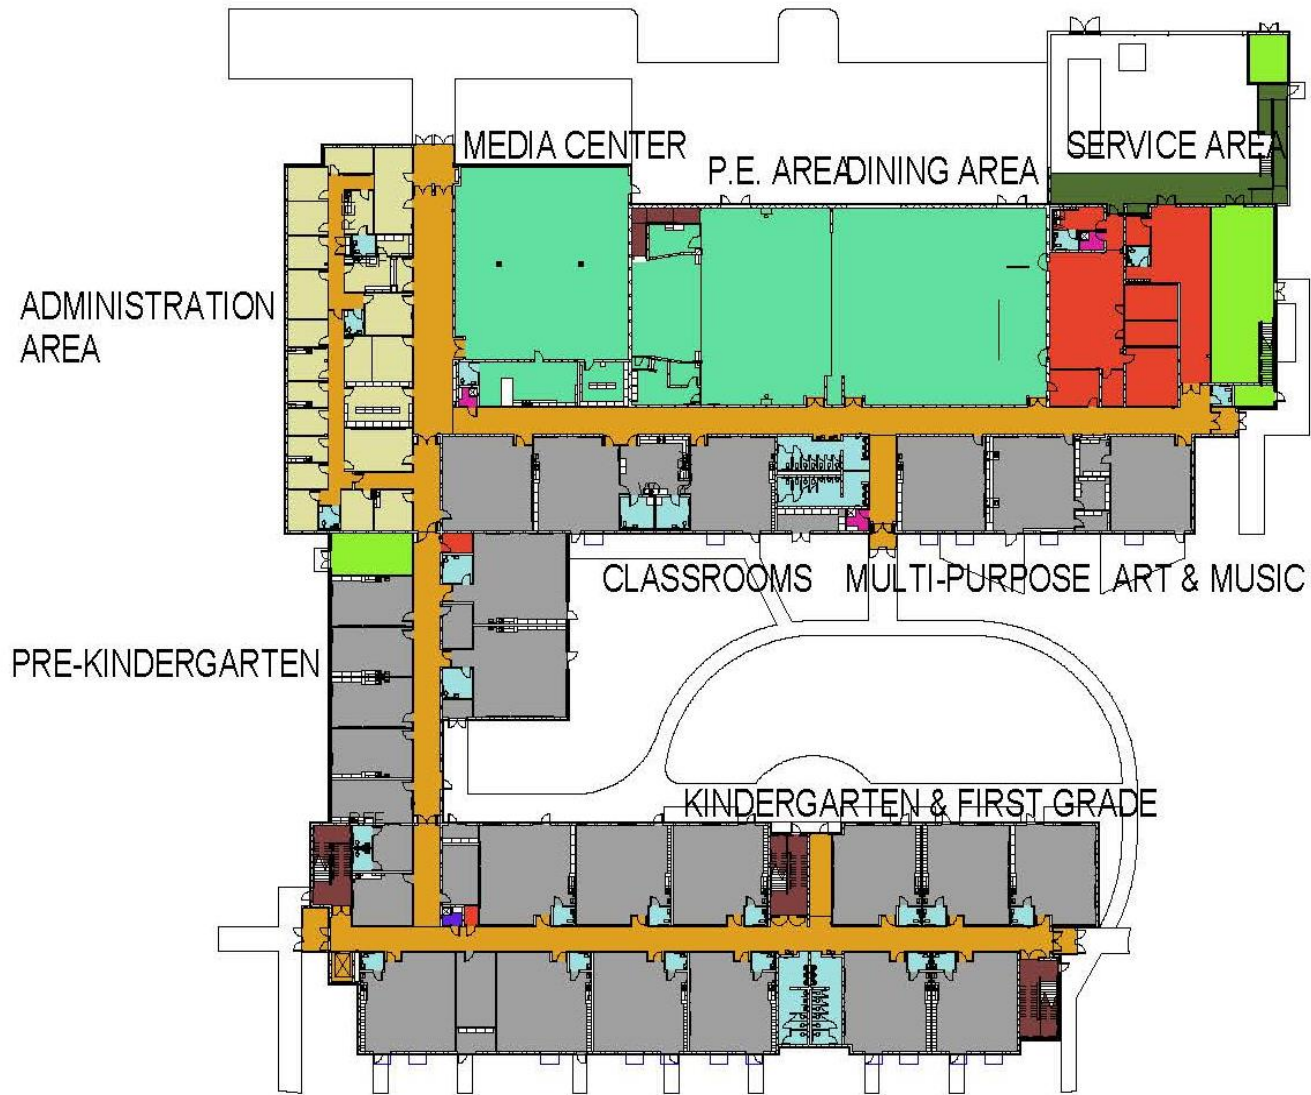 MEDIA CENTER
P.E. AREA
DINING AREA
SERVICE AREA
ADMINISTRATION
AREA
CLASSROOMS
MULTI-PURPOSE
ART & MUSIC
PRE-KINDERGARTEN
KINDERGARTEN & FIRST GRADE